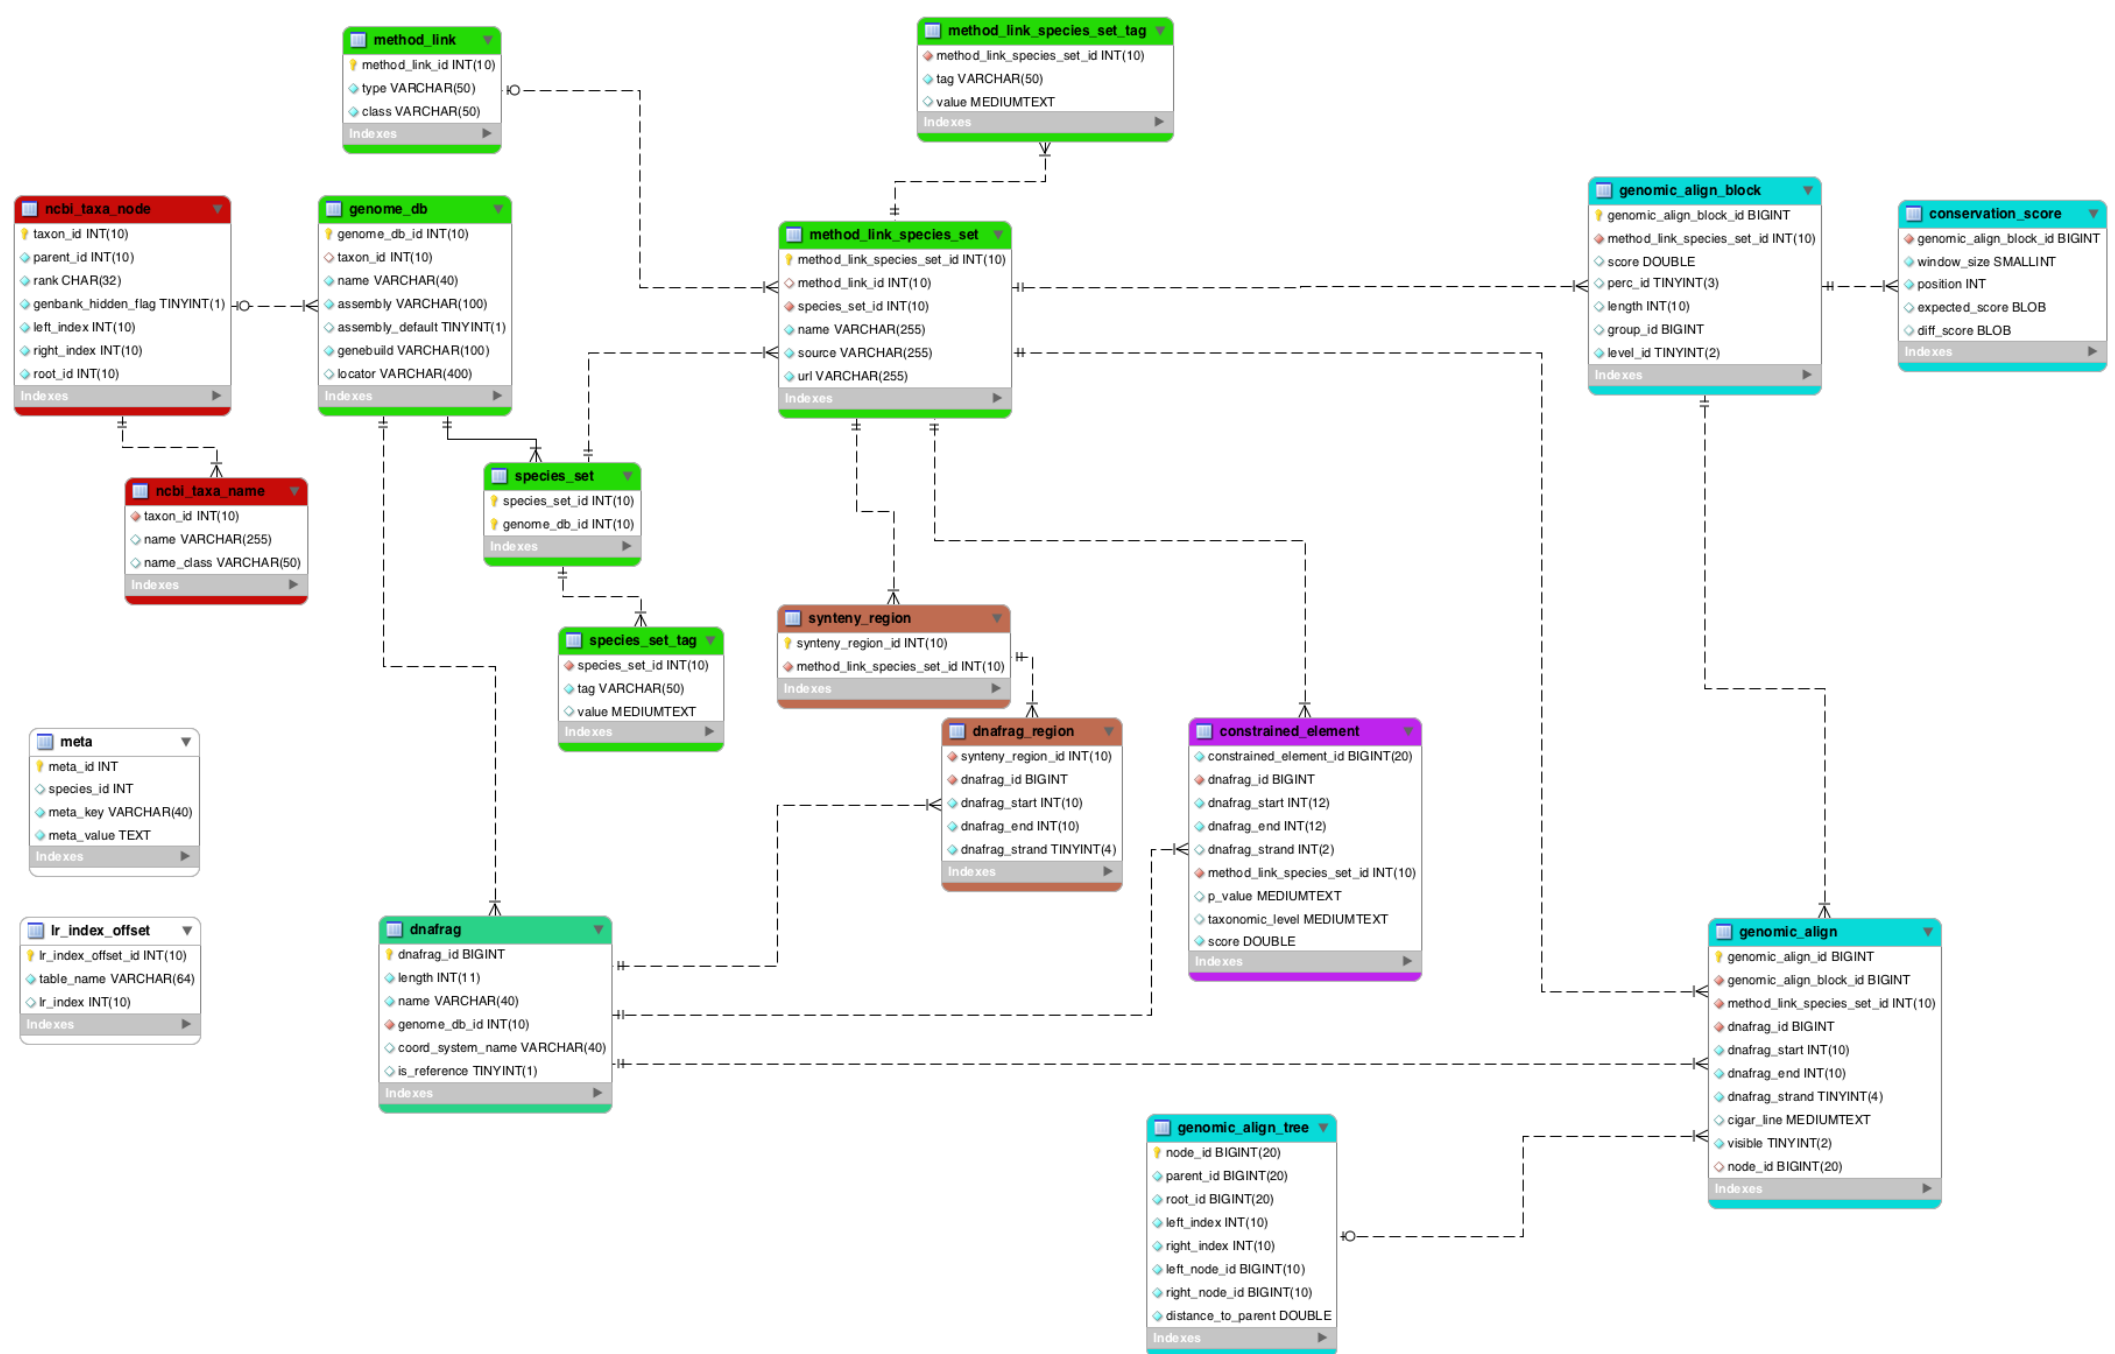 method_link
method_link_id INT(10)
type VARCHAR(50)
class VARCHAR(50)
Indexes
method_link_species_set_tag
method_link_species_set_id INT(10)
tag VARCHAR(50)
value MEDIUMTEXT
Indexes
ncbi_taxa_node
taxon_id INT(10)
parent_id INT(10)
rank CHAR(32)
genbank_hidden_flag TINYINT(1)
left_index INT(10)
right_index INT(10)
root_id INT(10)
Indexes
genome_db
genome_db_id INT(10)
taxon_id INT(10)
name VARCHAR(40)
assembly VARCHAR(100)
assembly_default TINYINT(1)
genebuild VARCHAR(100)
locator VARCHAR(400)
Indexes
method_link_species_set
method_link_species_set_id INT(10)
method_link_id INT(10)
species_set_id INT(10)
name VARCHAR(255)
source VARCHAR(255)
url VARCHAR(255)
Indexes
genomic_align_block
genomic_align_block_id BIGINT
method_link_species_set_id INT(10)
score DOUBLE
perc_id TINYINT(3)
length INT(10)
group_id BIGINT
level_id TINYINT(2)
Indexes
conservation_score
genomic_align_block_id BIGINT
window_size SMALLINT
position INT
expected_score BLOB
diff_score BLOB
Indexes
ncbi_taxa_name
taxon_id INT(10)
name VARCHAR(255)
name_class VARCHAR(50)
Indexes
species_set
species_set_id INT(10)
genome_db_id INT(10)
Indexes
species_set_tag
species_set_id INT(10)
tag VARCHAR(50)
value MEDIUMTEXT
Indexes
synteny_region
synteny_region_id INT(10)
method_link_species_set_id INT(10)
Indexes
meta
meta_id INT
species_id INT
meta_key VARCHAR(40)
meta_value TEXT
Indexes
dnafrag_region
synteny_region_id INT(10)
dnafrag_id BIGINT
dnafrag_start INT(10)
dnafrag_end INT(10)
dnafrag_strand TINYINT(4)
Indexes
constrained_element
constrained_element_id BIGINT(20)
dnafrag_id BIGINT
dnafrag_start INT(12)
dnafrag_end INT(12)
dnafrag_strand INT(2)
method_link_species_set_id INT(10)
p_value MEDIUMTEXT
taxonomic_level MEDIUMTEXT
score DOUBLE
Indexes
lr_index_offset
lr_index_offset_id INT(10)
table_name VARCHAR(64)
lr_index INT(10)
Indexes
dnafrag
dnafrag_id BIGINT
length INT(11)
name VARCHAR(40)
genome_db_id INT(10)
coord_system_name VARCHAR(40)
is_reference TINYINT(1)
Indexes
genomic_align
genomic_align_id BIGINT
genomic_align_block_id BIGINT
method_link_species_set_id INT(10)
dnafrag_id BIGINT
dnafrag_start INT(10)
dnafrag_end INT(10)
dnafrag_strand TINYINT(4)
cigar_line MEDIUMTEXT
visible TINYINT(2)
node_id BIGINT(20)
Indexes
genomic_align_tree
node_id BIGINT(20)
parent_id BIGINT(20)
root_id BIGINT(20)
left_index INT(10)
right_index INT(10)
left_node_id BIGINT(10)
right_node_id BIGINT(10)
distance_to_parent DOUBLE
Indexes